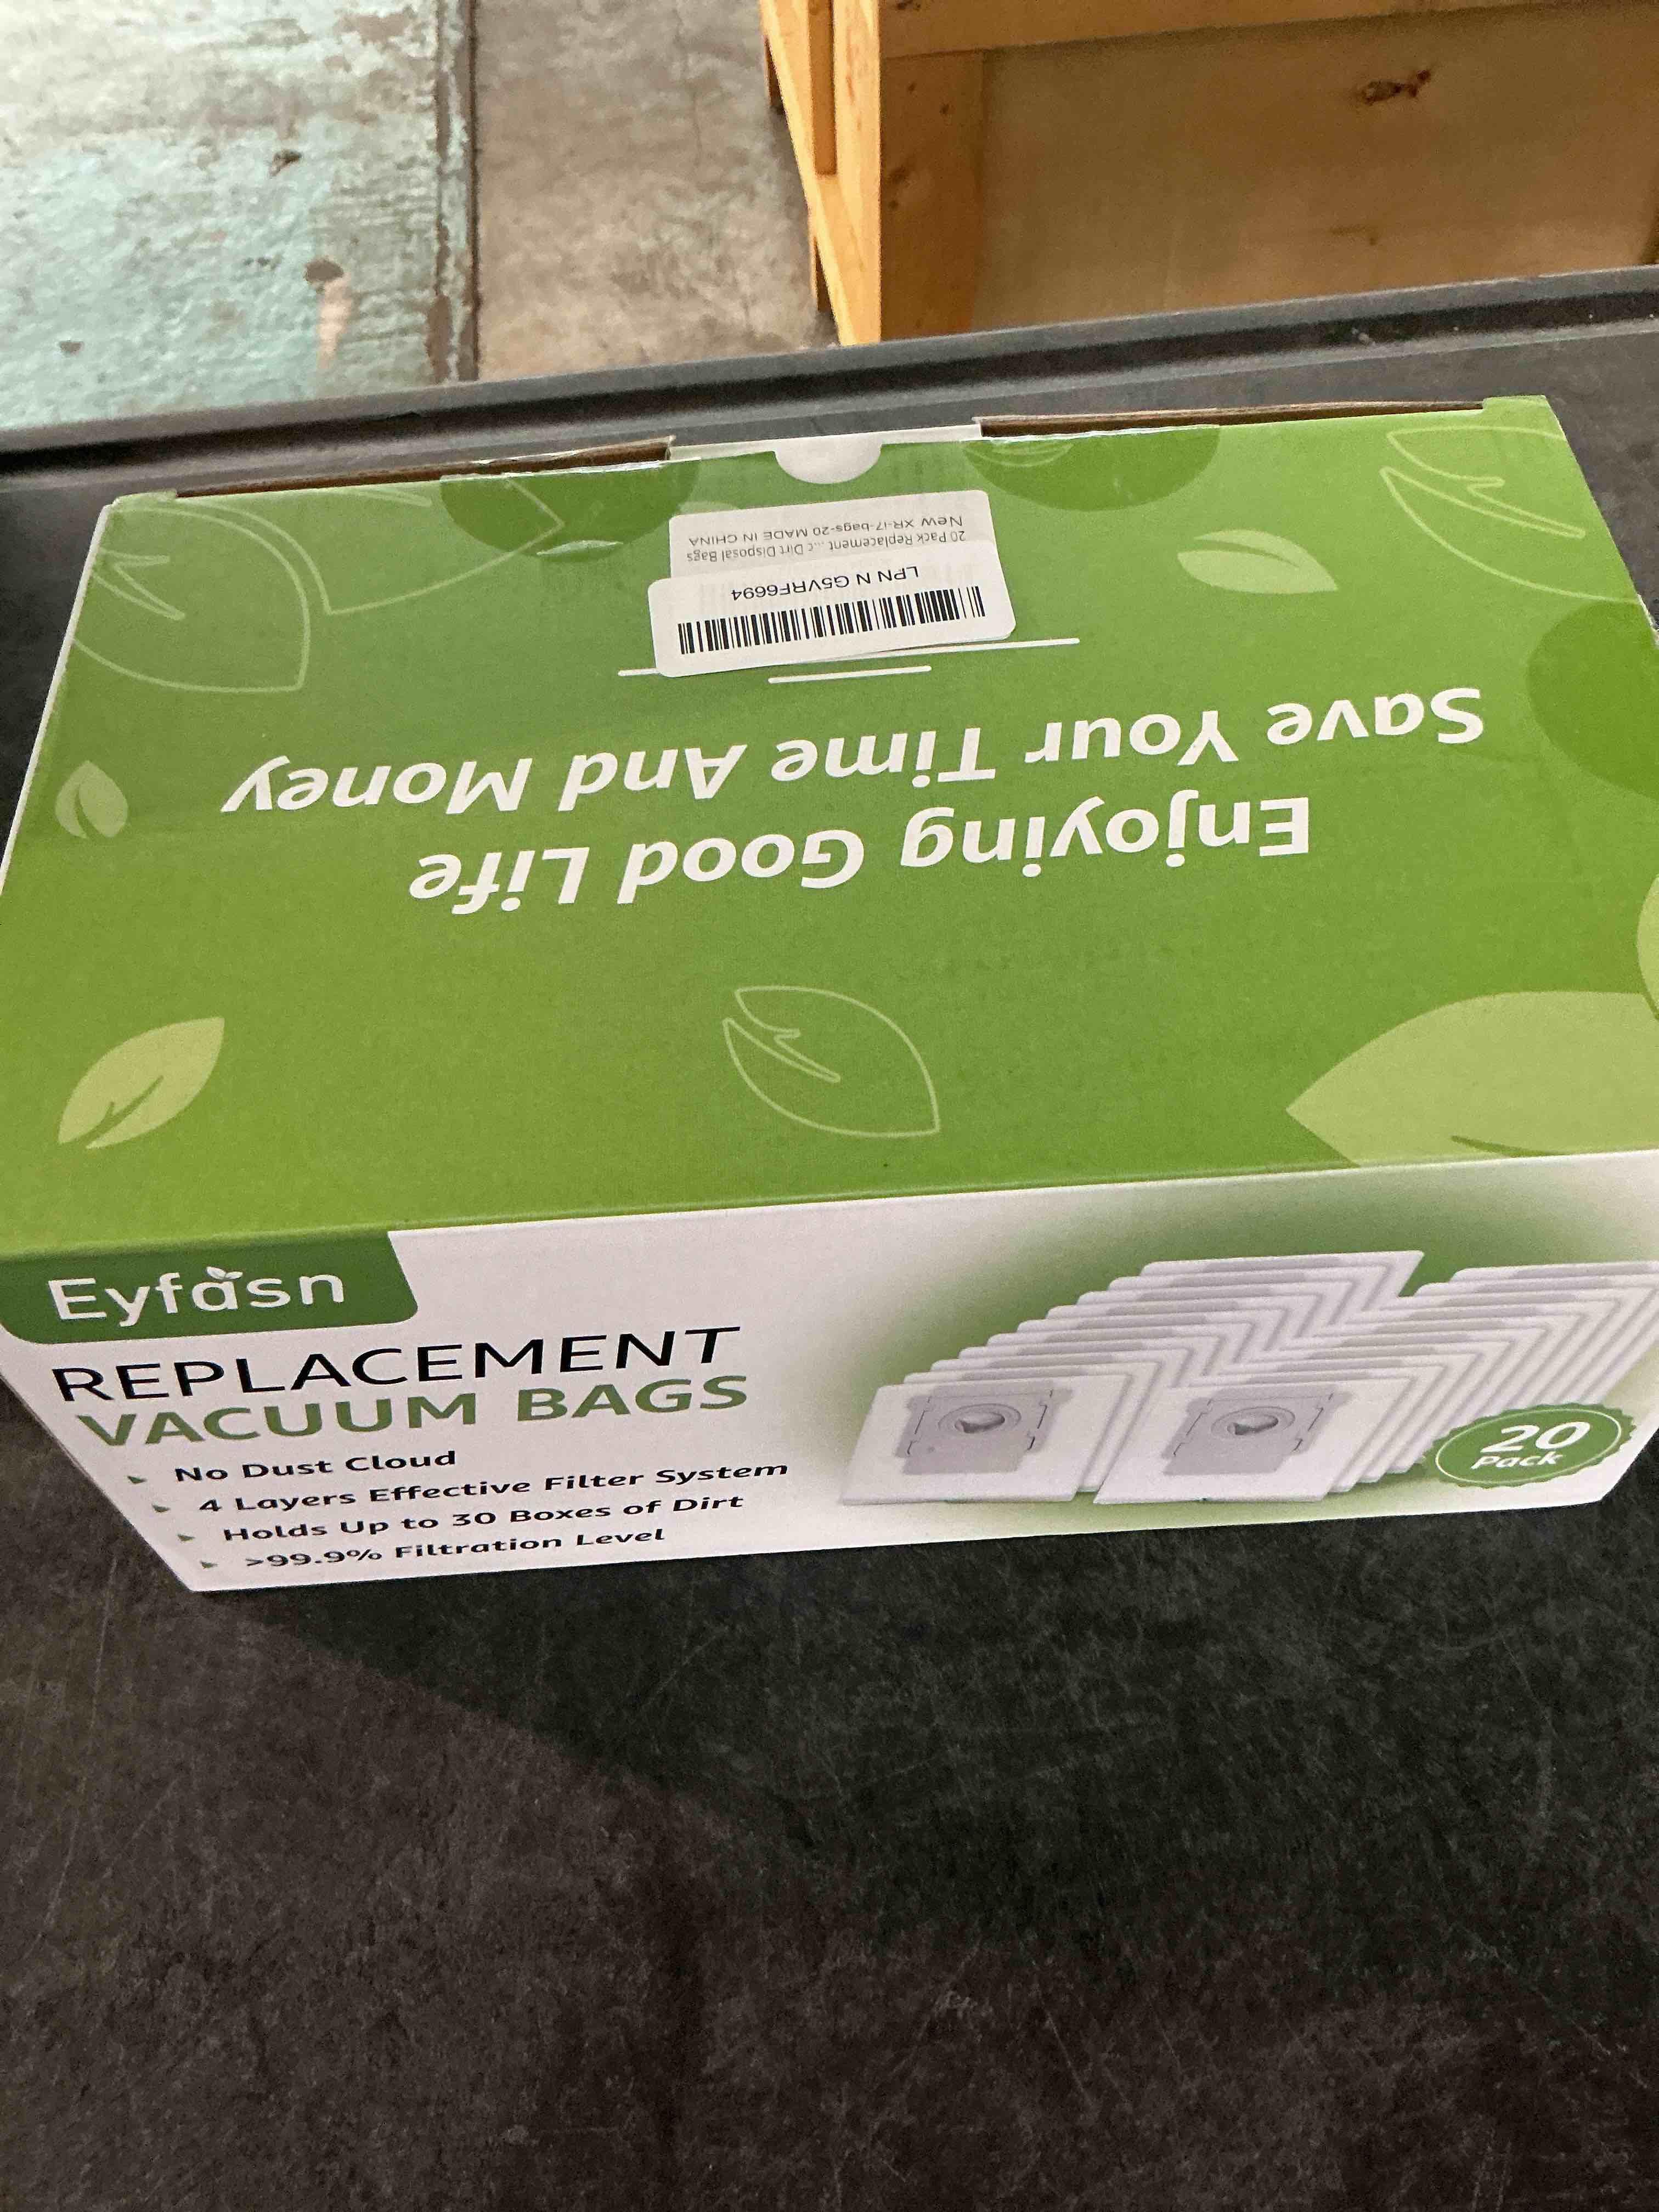 20 Pack Replacement ...c Dirt Disposal Bags
New XR-i7-bags-20 MADE IN CHINA
LPN N G5VRF6694
Enjoying Good Life
Save Your Time And Money
Eyfasn
REPLACEMENT
VACUUM BAGS
No Dust Cloud
4 Layers Effective Filter System
Holds Up to 30 Boxes of Dirt
>99.9% Filtration Level
20
Pack